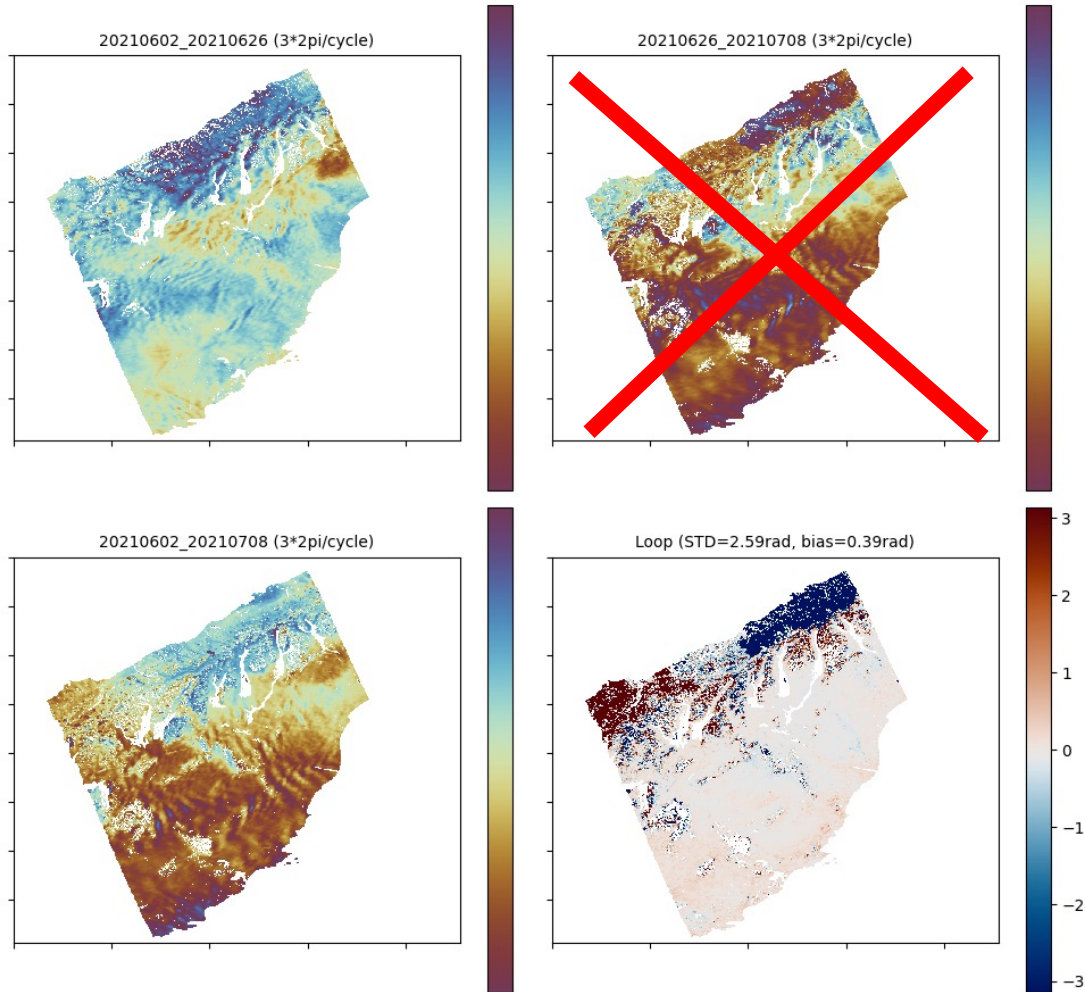 20210602_20210626 (3*2pi/cycle)
20210626_20210708 (3*2pi/cycle)
20210602_20210708 (3*2pi/cycle)
Loop (STD=2.59rad, bias=0.39rad)
3
2
1
0
−1
−2
−3